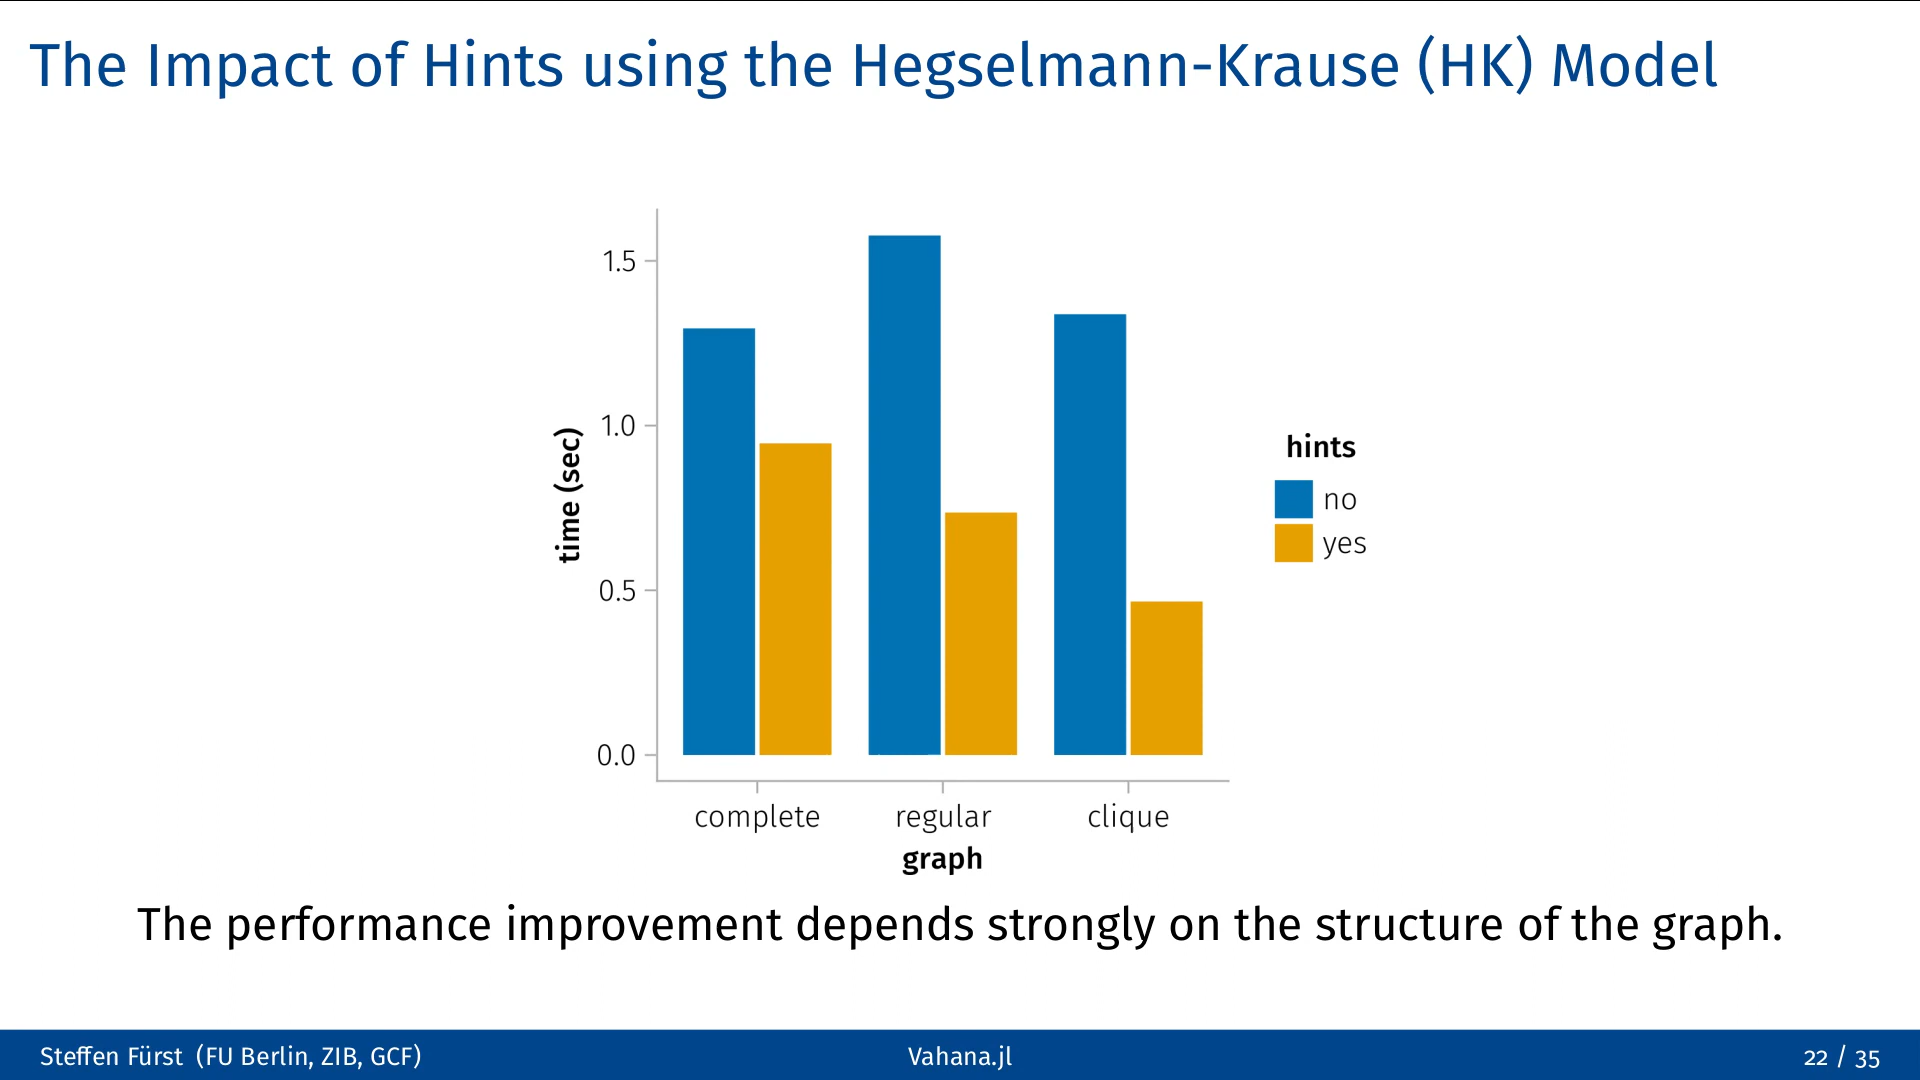 The Impact of Hints using the Hegselmann-Krause (HK) Model
1.5
1.0
0.5
0.0
time (sec)
complete regular clique
graph
hints
no
yes
The performance improvement depends strongly on the structure of the graph.
Steffen Fürst (FU Berlin, ZIB, GCF) Vahana.jl 22 / 35